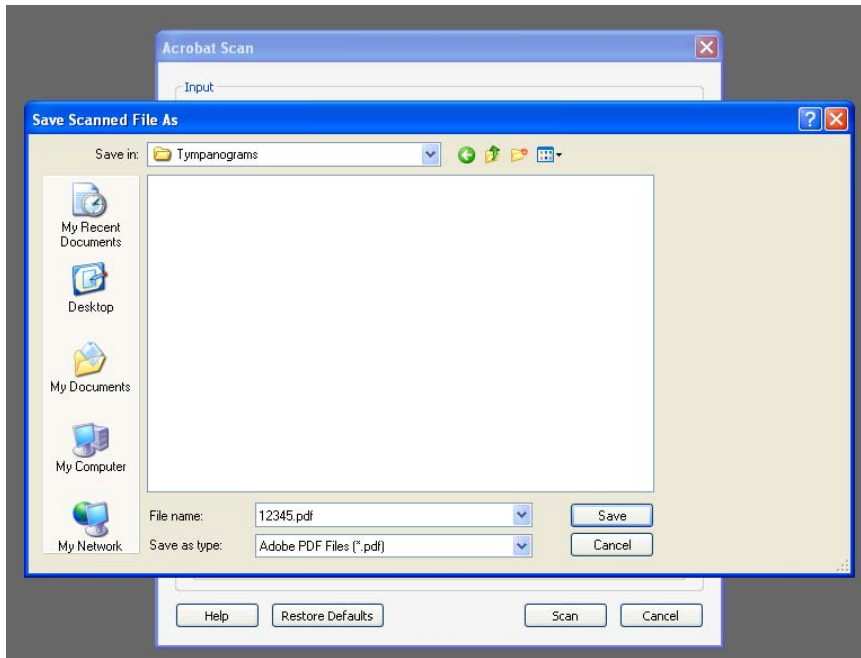 Acrobat Scan
Input
Save Scanned File As
Save in: Tympanograms
My Recent
Documents
Desktop
My Documents
My Computer
My Network
File name: 12345.pdf Save
Save as type: Adobe PDF Files (*.pdf) Cancel
Help Restore Defaults Scan Cancel